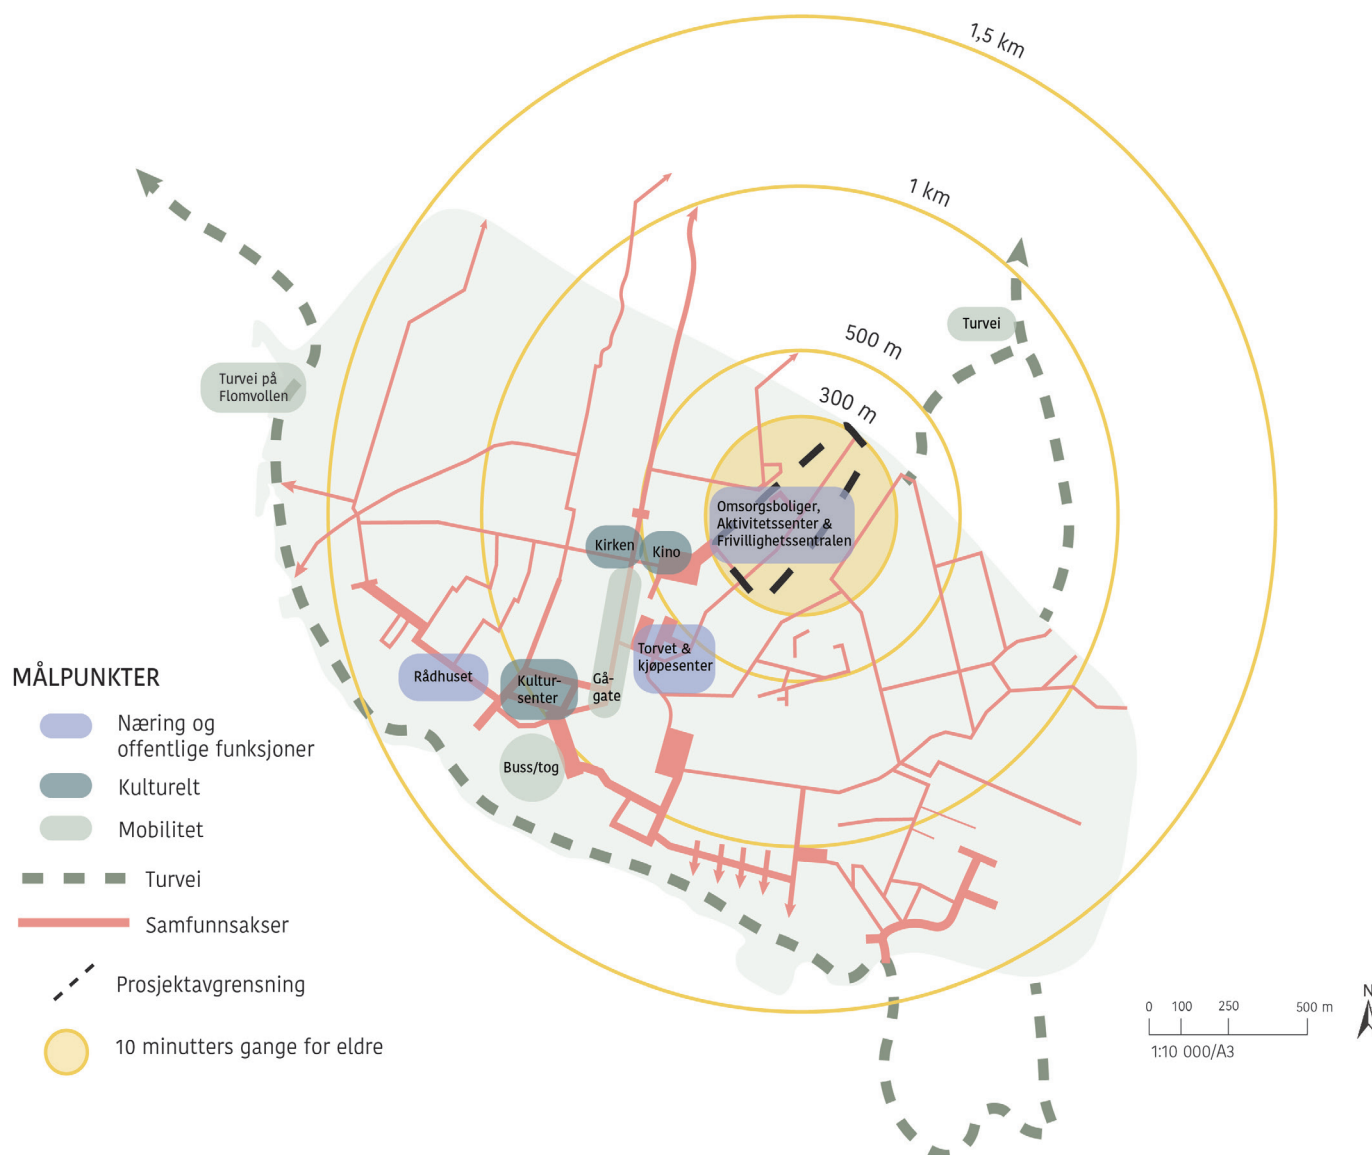 1,5 km
1 km
500 m
300 m
Turvei
Turvei på
Flomvollen
Omsorgsboliger,
Aktivitetssenter &
Frivillighetssentralen
Kirken
Kino
Torvet &
kjøpesenter
Rådhuset
Kultur-
senter
Gå-
gate
Buss/tog
MÅLPUNKTER
Næring og
offentlige funksjoner
Kulturelt
Mobilitet
Turvei
Samfunnsakser
Prosjektavgrensning
10 minutters gange for eldre
0 100 250 500 m
1:10 000/A3
N